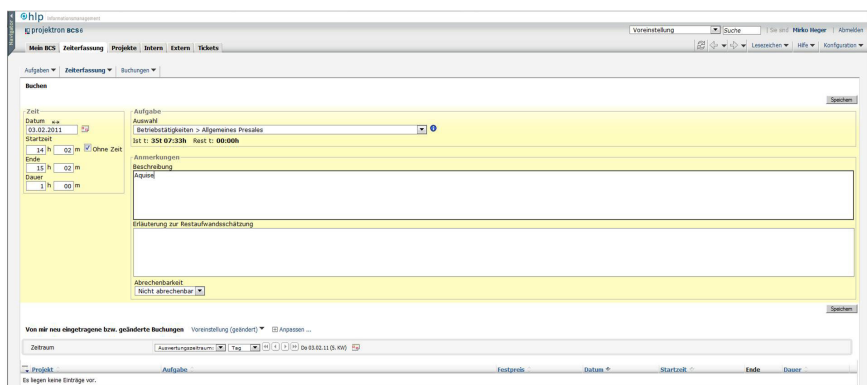 hlp Informationsmanagement
projektron BCS6
Voreinstellung Suche Sie sind Mirko Heger Abmelden
Mein BCS Zeiterfassung Projekte Intern Extern Tickets Lesezeichen Hilfe Konfiguration
Aufgaben Zeiterfassung Buchungen
Buchen
Speichern
Zeit Aufgabe
Datum Auswahl
03.02.2011 Betriebstätigkeiten > Allgemeines Presales
Startzeit Ist t: 35t 07:33h Rest t: 00:00h
14 h 02 m Ohne Zeit
Ende Anmerkungen
15 h 02 m Beschreibung
Dauer Aquise
1 h 00 m
Erläuterung zur Restaufwandsschätzung
Abrechenbarkeit
Nicht abrechenbar
Speichern
Von mir neu eingetragene bzw. geänderte Buchungen Voreinstellung (geändert) Anpassen ...
Zeitraum Auswertungszeitraum: Tag Do 03.02.11 (5. KW)
Projekt Aufgabe Festpreis Datum Startzeit Ende Dauer
Es liegen keine Einträge vor.